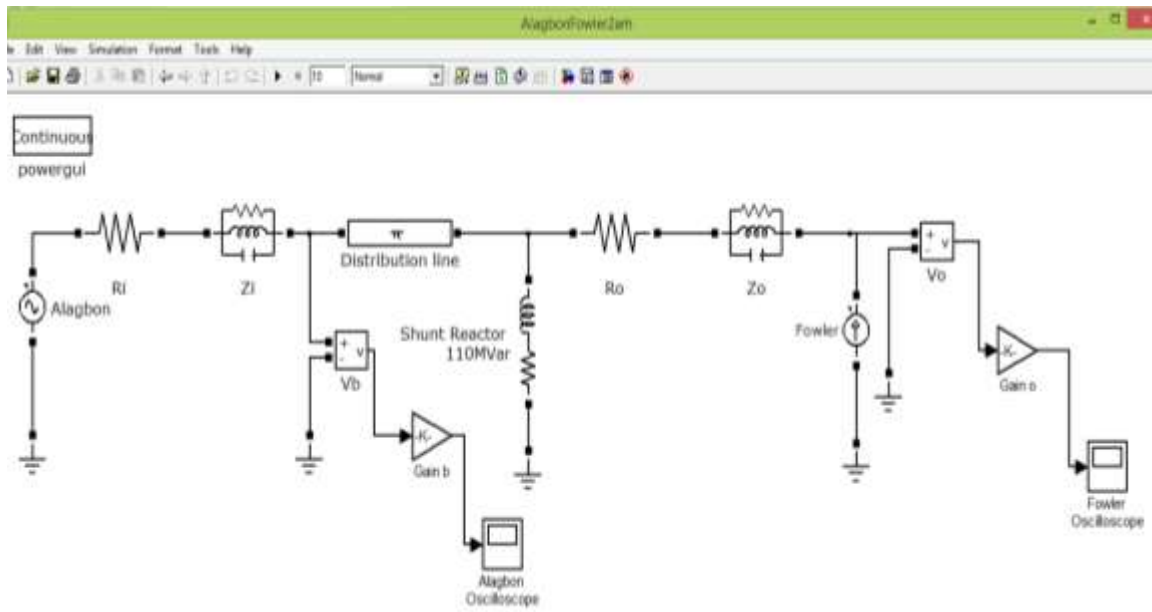 AlagbonFowler2am
Edit View Simulation Format Tools Help
10 Normal
Continuous
powergui
Ri
Zi
π
Distribution line
Ro
Zo
+
-
v
Vo
Alagbon
+
-
v
Vb
Shunt Reactor
110MVar
Fowler
-K-
Gain o
-K-
Gain b
Fowler
Oscilloscope
Alagbon
Oscilloscope